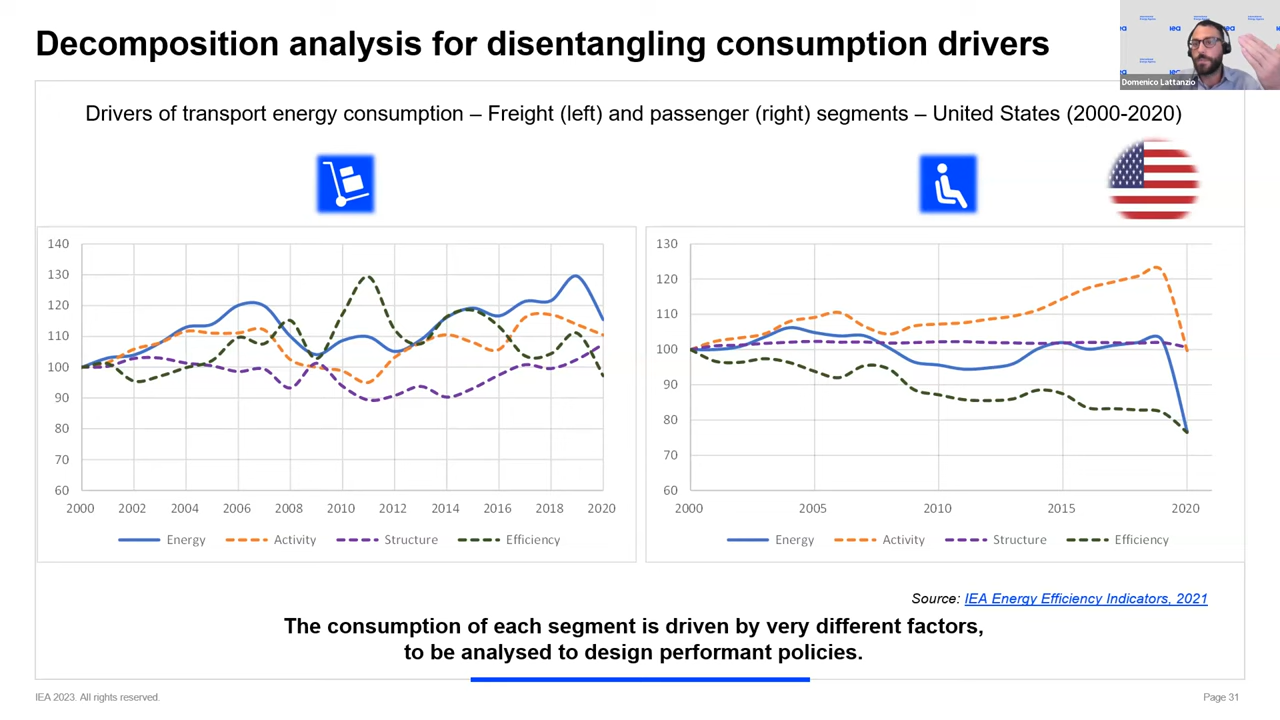 Decomposition analysis for disentangling consumption drivers
iea
iea
iea
iea
Domenico Lattanzio
Drivers of transport energy consumption – Freight (left) and passenger (right) segments – United States (2000-2020)
140
130
120
110
100
90
80
70
60
2000 2002 2004 2006 2008 2010 2012 2014 2016 2018 2020
Energy Activity Structure Efficiency
130
120
110
100
90
80
70
60
2000 2005 2010 2015 2020
Energy Activity Structure Efficiency
Source: IEA Energy Efficiency Indicators, 2021
The consumption of each segment is driven by very different factors,
to be analysed to design performant policies.
IEA 2023. All rights reserved.
Page 31